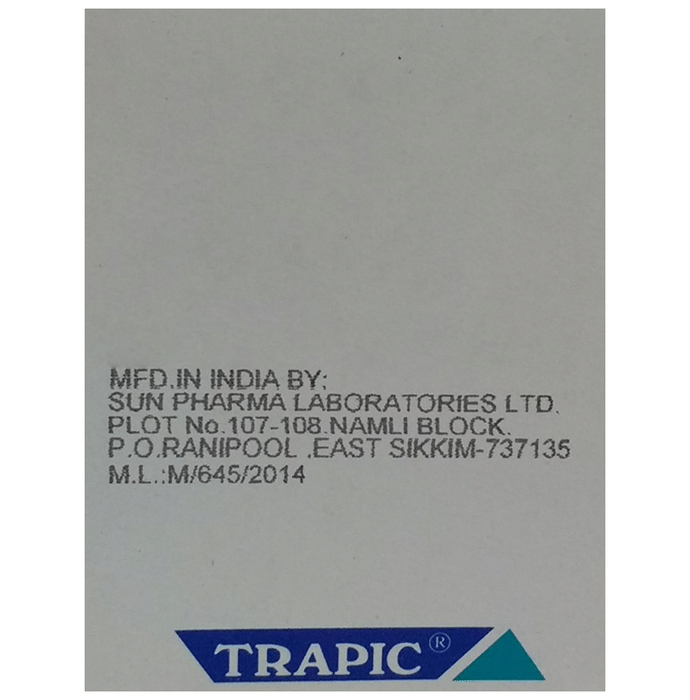 MFD.IN INDIA BY:
SUN PHARMA LABORATORIES LTD.
PLOT No.107-108.NAMLI BLOCK.
P.O.RANIPOOL .EAST SIKKIM-737135
M.L.:M/645/2014
TRAPIC®